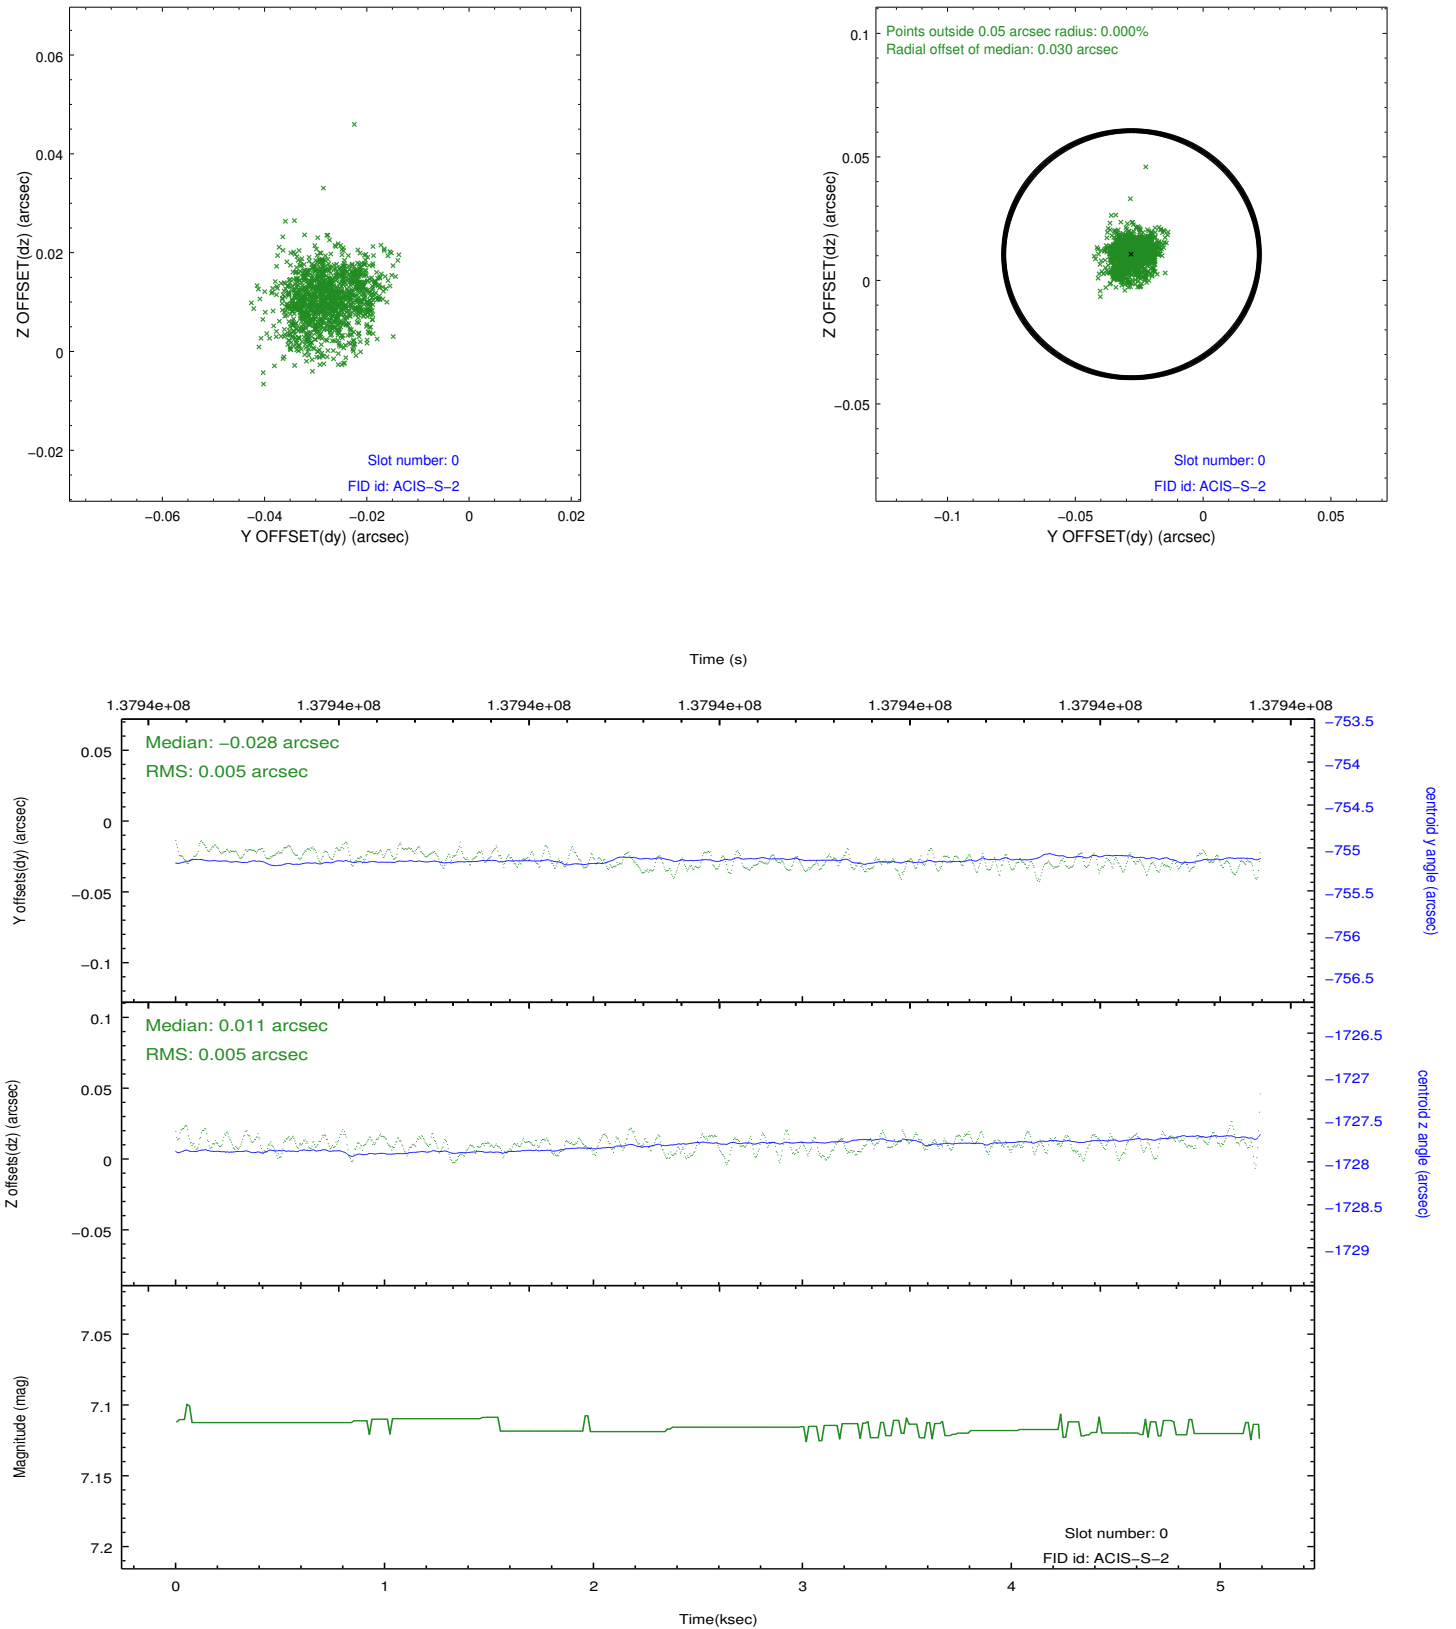 0.06
0.04
0.02
0
−0.02
Z OFFSET(dz) (arcsec)
Slot number: 0
FID id: ACIS−S−2
−0.06
−0.04
−0.02
0
0.02
Y OFFSET(dy) (arcsec)
Points outside 0.05 arcsec radius: 0.000%
Radial offset of median: 0.030 arcsec
0.1
0.05
0
−0.05
Z OFFSET(dz) (arcsec)
Slot number: 0
FID id: ACIS−S−2
−0.1
−0.05
0
0.05
Y OFFSET(dy) (arcsec)
Time (s)
1.3794e+08
1.3794e+08
1.3794e+08
1.3794e+08
1.3794e+08
1.3794e+08
1.3794e+08
Median: −0.028 arcsec
RMS: 0.005 arcsec
0.05
0
−0.05
−0.1
Y offsets(dy) (arcsec)
−753.5
−754
−754.5
−755
−755.5
−756
−756.5
centroid y angle (arcsec)
Median: 0.011 arcsec
RMS: 0.005 arcsec
0.1
0.05
0
−0.05
Z offsets(dz) (arcsec)
−1726.5
−1727
−1727.5
−1728
−1728.5
−1729
centroid z angle (arcsec)
7.05
7.1
7.15
7.2
Magnitude (mag)
Slot number: 0
FID id: ACIS−S−2
0
1
2
3
4
5
Time(ksec)